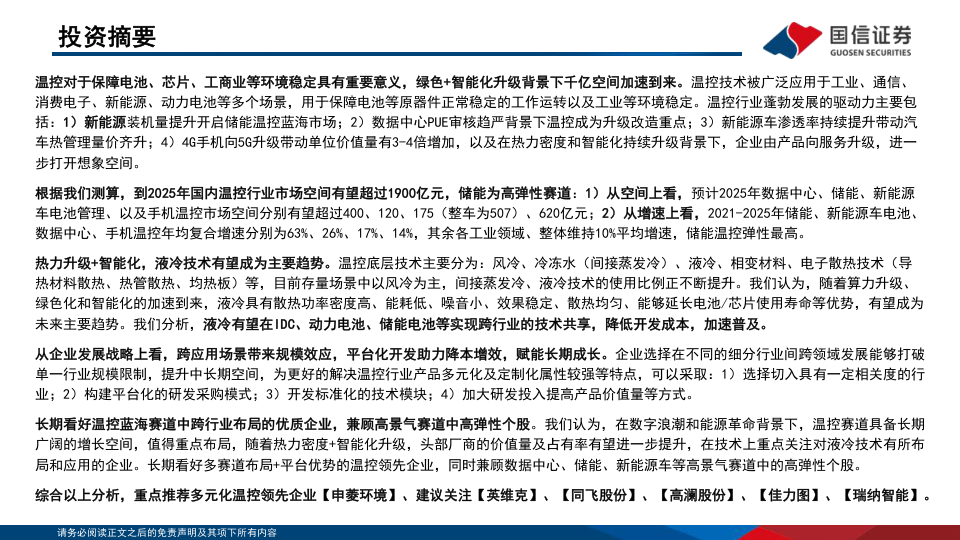 投资摘要
国信证券
GUOSEN SECURITIES
温控对于保障电池、芯片、工商业等环境稳定具有重要意义，绿色+智能化升级背景下千亿空间加速到来。温控技术被广泛应用于工业、通信、
消费电子、新能源、动力电池等多个场景，用于保障电池等原器件正常稳定的工作运转以及工业等环境稳定。温控行业蓬勃发展的驱动力主要包
括：1）新能源装机量提升开启储能温控蓝海市场；2）数据中心PUE审核趋严背景下温控成为升级改造重点；3）新能源车渗透率持续提升带动汽
车热管理量价齐升；4）4G手机向5G升级带动单位价值量有3-4倍增加，以及在热力密度和智能化持续升级背景下，企业由产品向服务升级，进一
步打开想象空间。
根据我们测算，到2025年国内温控行业市场空间有望超过1900亿元，储能为高弹性赛道：1）从空间上看，预计2025年数据中心、储能、新能源
车电池管理、以及手机温控市场空间分别有望超过400、120、175（整车为507）、620亿元；2）从增速上看，2021-2025年储能、新能源车电池、
数据中心、手机温控年均复合增速分别为63%、26%、17%、14%，其余各工业领域、整体维持10%平均增速，储能温控弹性最高。
热力升级+智能化，液冷技术有望成为主要趋势。温控底层技术主要分为：风冷、冷冻水（间接蒸发冷）、液冷、相变材料、电子散热技术（导
热材料散热、热管散热、均热板）等，目前存量场景中以风冷为主，间接蒸发冷、液冷技术的使用比例正不断提升。我们认为，随着算力升级、
绿色化和智能化的加速到来，液冷具有散热功率密度高、能耗低、噪音小、效果稳定、散热均匀、能够延长电池/芯片使用寿命等优势，有望成为
未来主要趋势。我们分析，液冷有望在IDC、动力电池、储能电池等实现跨行业的技术共享，降低开发成本，加速普及。
从企业发展战略上看，跨应用场景带来规模效应，平台化开发助力降本增效，赋能长期成长。企业选择在不同的细分行业间跨领域发展能够打破
单一行业规模限制，提升中长期空间，为更好的解决温控行业产品多元化及定制化属性较强等特点，可以采取：1）选择切入具有一定相关度的行
业；2）构建平台化的研发采购模式；3）开发标准化的技术模块；4）加大研发投入提高产品价值量等方式。
长期看好温控蓝海赛道中跨行业布局的优质企业，兼顾高景气赛道中高弹性个股。我们认为，在数字浪潮和能源革命背景下，温控赛道具备长期
广阔的增长空间，值得重点布局，随着热力密度+智能化升级，头部厂商的价值量及占有率有望进一步提升，在技术上重点关注对液冷技术有所布
局和应用的企业。长期看好多赛道布局+平台优势的温控领先企业，同时兼顾数据中心、储能、新能源车等高景气赛道中的高弹性个股。
综合以上分析，重点推荐多元化温控领先企业【申菱环境】、建议关注【英维克】、【同飞股份】、【高澜股份】、【佳力图】、【瑞纳智能】。
请务必阅读正文之后的免责声明及其项下所有内容